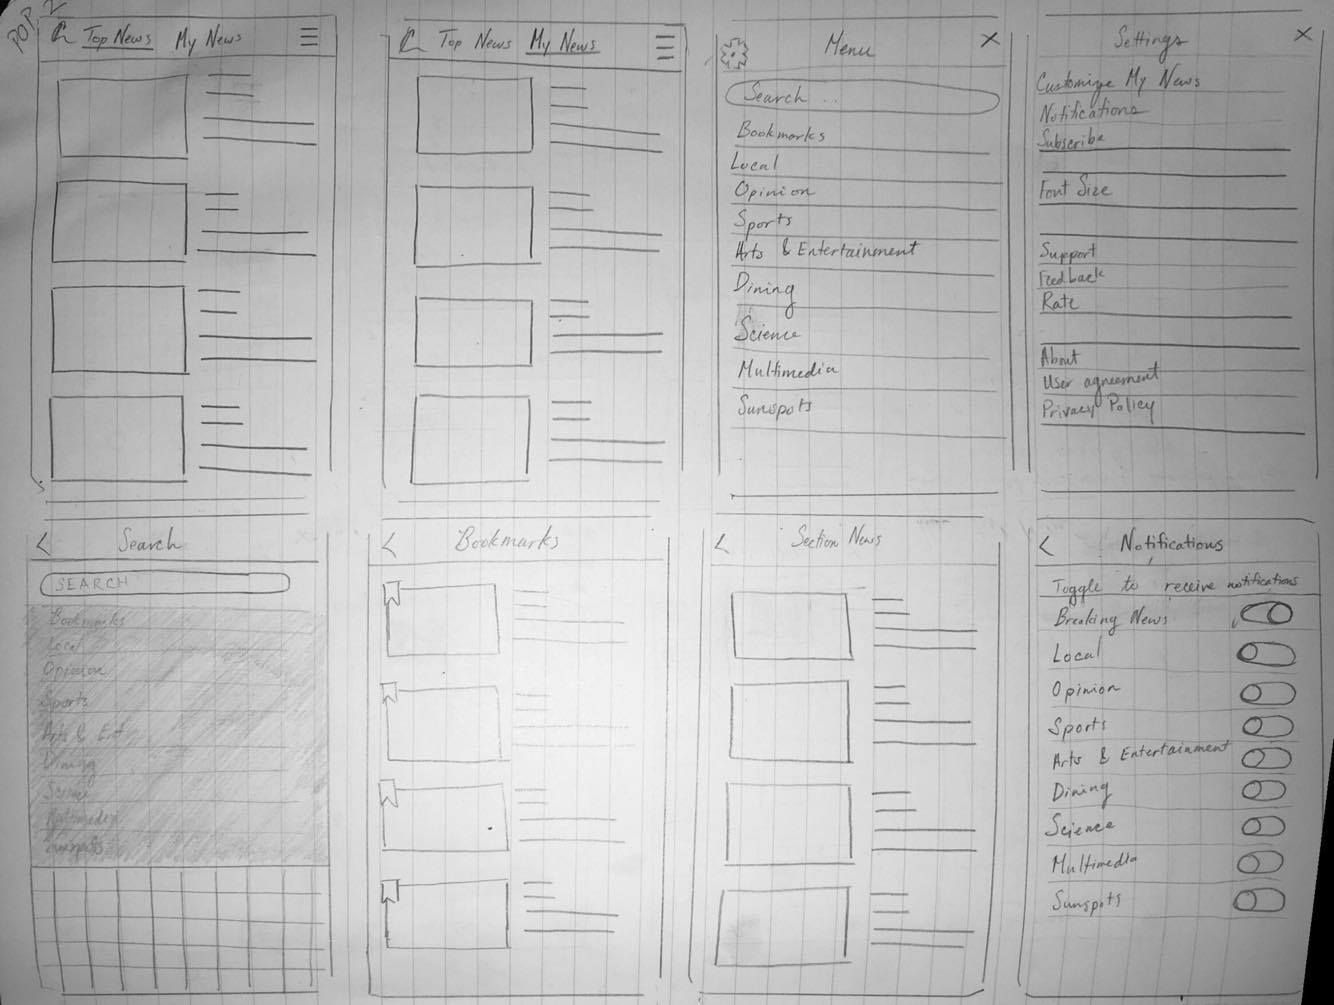 POP 2
Top News My News
Top News My News
Menu
Search ..
Bookmarks
Local
Opinion
Sports
Arts & Entertainment
Dining
Science
Multimedia
Sunspots
Settings
Customize My News
Notifications
Subscribe
Font Size
Support
Feedback
Rate
About
User agreement
Privacy Policy
Search
SEARCH
Bookmarks
Local
Opinion
Sports
Arts & Ent
Dining
Science
Multimedia
Sunspots
Bookmarks
Section News
Notifications
Toggle to receive notifications
Breaking News
Local
Opinion
Sports
Arts & Entertainment
Dining
Science
Multimedia
Sunspots